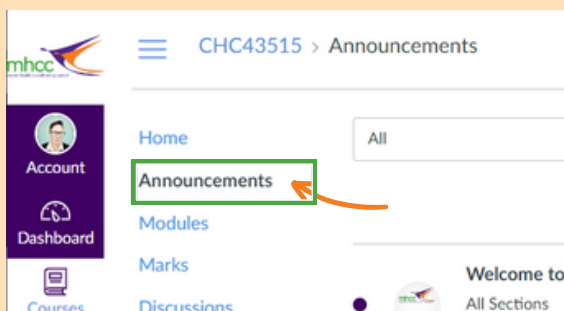 mhcc
CHC43515 > Announcements
Account
Dashboard
Courses
Home
Announcements
Modules
Marks
Discussions
All
Welcome to
All Sections